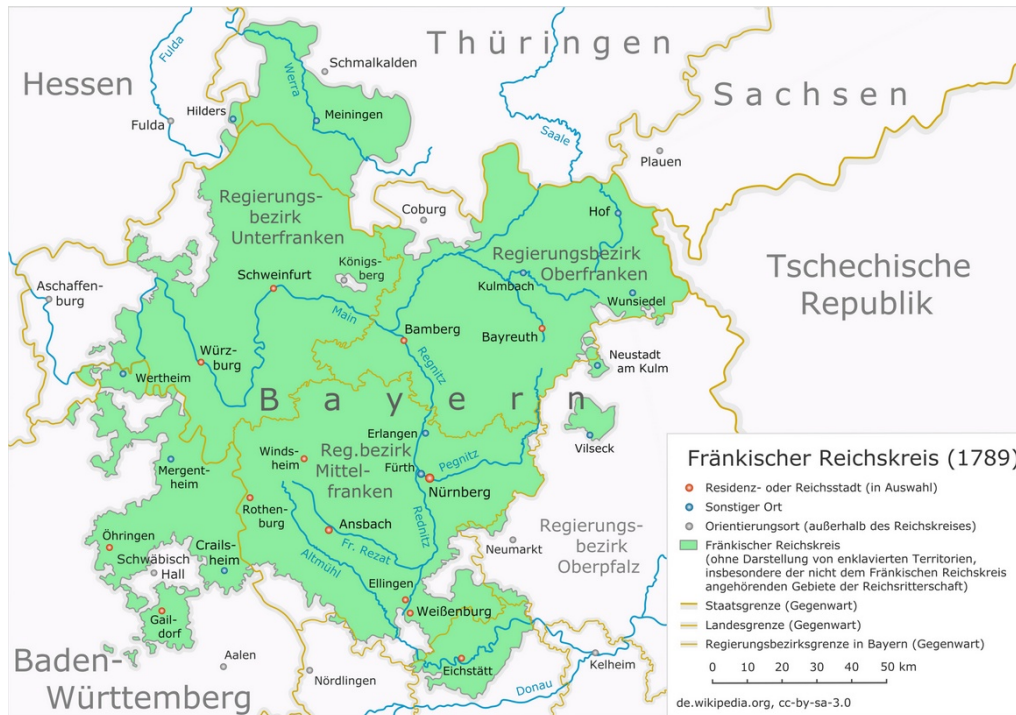 Thüringen
Hessen
Sachsen
Fulda
Werra
Schmalkalden
Hilders
Fulda
Meiningen
Saale
Plauen
Regierungs-
bezirk
Unterfranken
Coburg
Hof
Regierungsbezirk
Oberfranken
Königs-
berg
Schweinfurt
Kulmbach
Wunsiedel
Tschechische
Republik
Aschaffen-
burg
Main
Bamberg
Bayreuth
Würz-
burg
Regnitz
Neustadt
am Kulm
Wertheim
Bayern
Erlangen
Vilseck
Winds-
heim
Reg.bezirk
Mittel-
franken
Fürth
Pegnitz
Nürnberg
Mergent-
heim
Rothen-
burg
Ansbach
Rednitz
Fr. Rezat
Altmühl
Öhringen
Schwäbisch
Hall
Crails-
heim
Neumarkt
Regierungs-
bezirk
Oberpfalz
Ellingen
Weißenburg
Gail-
dorf
Eichstätt
Kelheim
Aalen
Nördlingen
Donau
Baden-
Württemberg
Fränkischer Reichskreis (1789)
Residenz- oder Reichsstadt (in Auswahl)
Sonstiger Ort
Orientierungsort (außerhalb des Reichskreises)
Fränkischer Reichskreis
(ohne Darstellung von enklavierten Territorien,
insbesondere der nicht dem Fränkischen Reichskreis
angehörenden Gebiete der Reichsritterschaft)
Staatsgrenze (Gegenwart)
Landesgrenze (Gegenwart)
Regierungsbezirksgrenze in Bayern (Gegenwart)
0 10 20 30 40 50 km
de.wikipedia.org, cc-by-sa-3.0